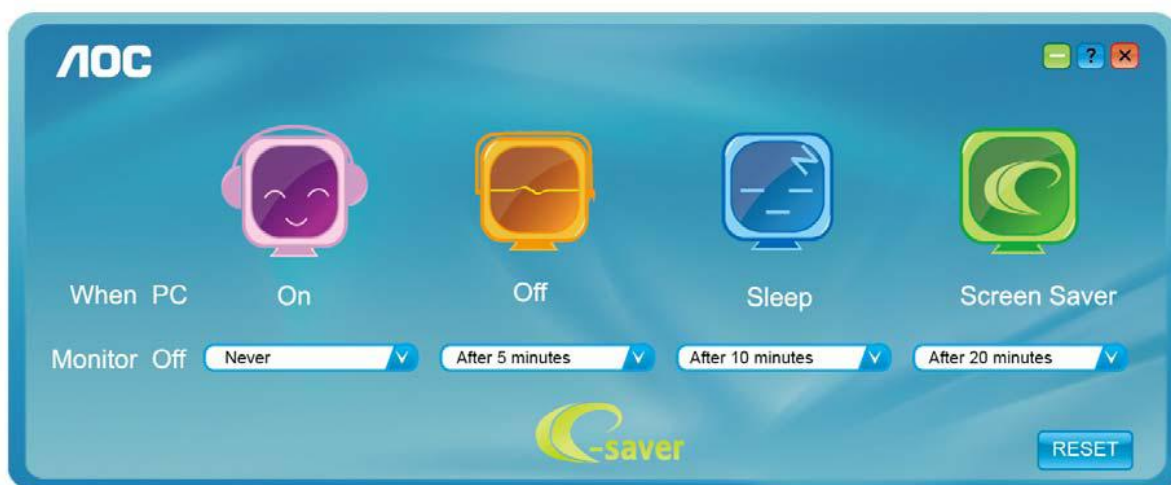 AOC
?
When PC On Off Sleep Screen Saver
Monitor Off Never After 5 minutes After 10 minutes After 20 minutes
e-saver
RESET